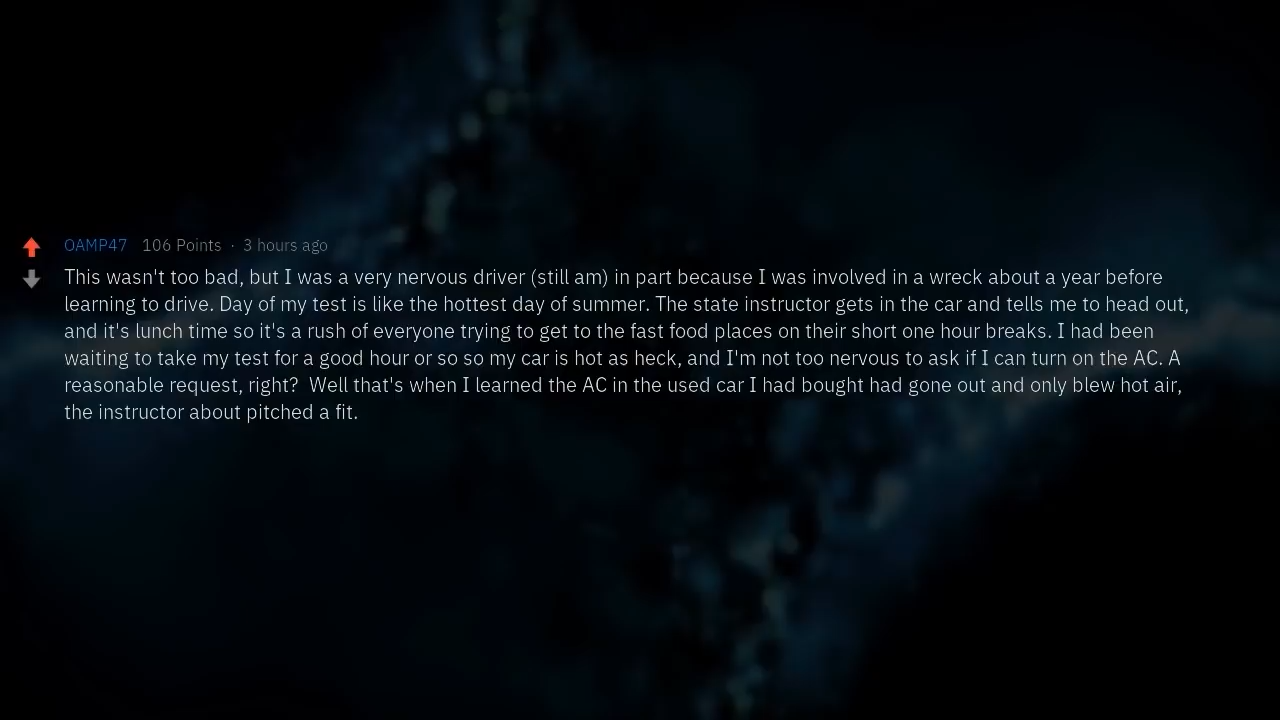 OAMP47 106 Points · 3 hours ago
This wasn't too bad, but I was a very nervous driver (still am) in part because I was involved in a wreck about a year before
learning to drive. Day of my test is like the hottest day of summer. The state instructor gets in the car and tells me to head out,
and it's lunch time so it's a rush of everyone trying to get to the fast food places on their short one hour breaks. I had been
waiting to take my test for a good hour or so so my car is hot as heck, and I'm not too nervous to ask if I can turn on the AC. A
reasonable request, right?  Well that's when I learned the AC in the used car I had bought had gone out and only blew hot air,
the instructor about pitched a fit.